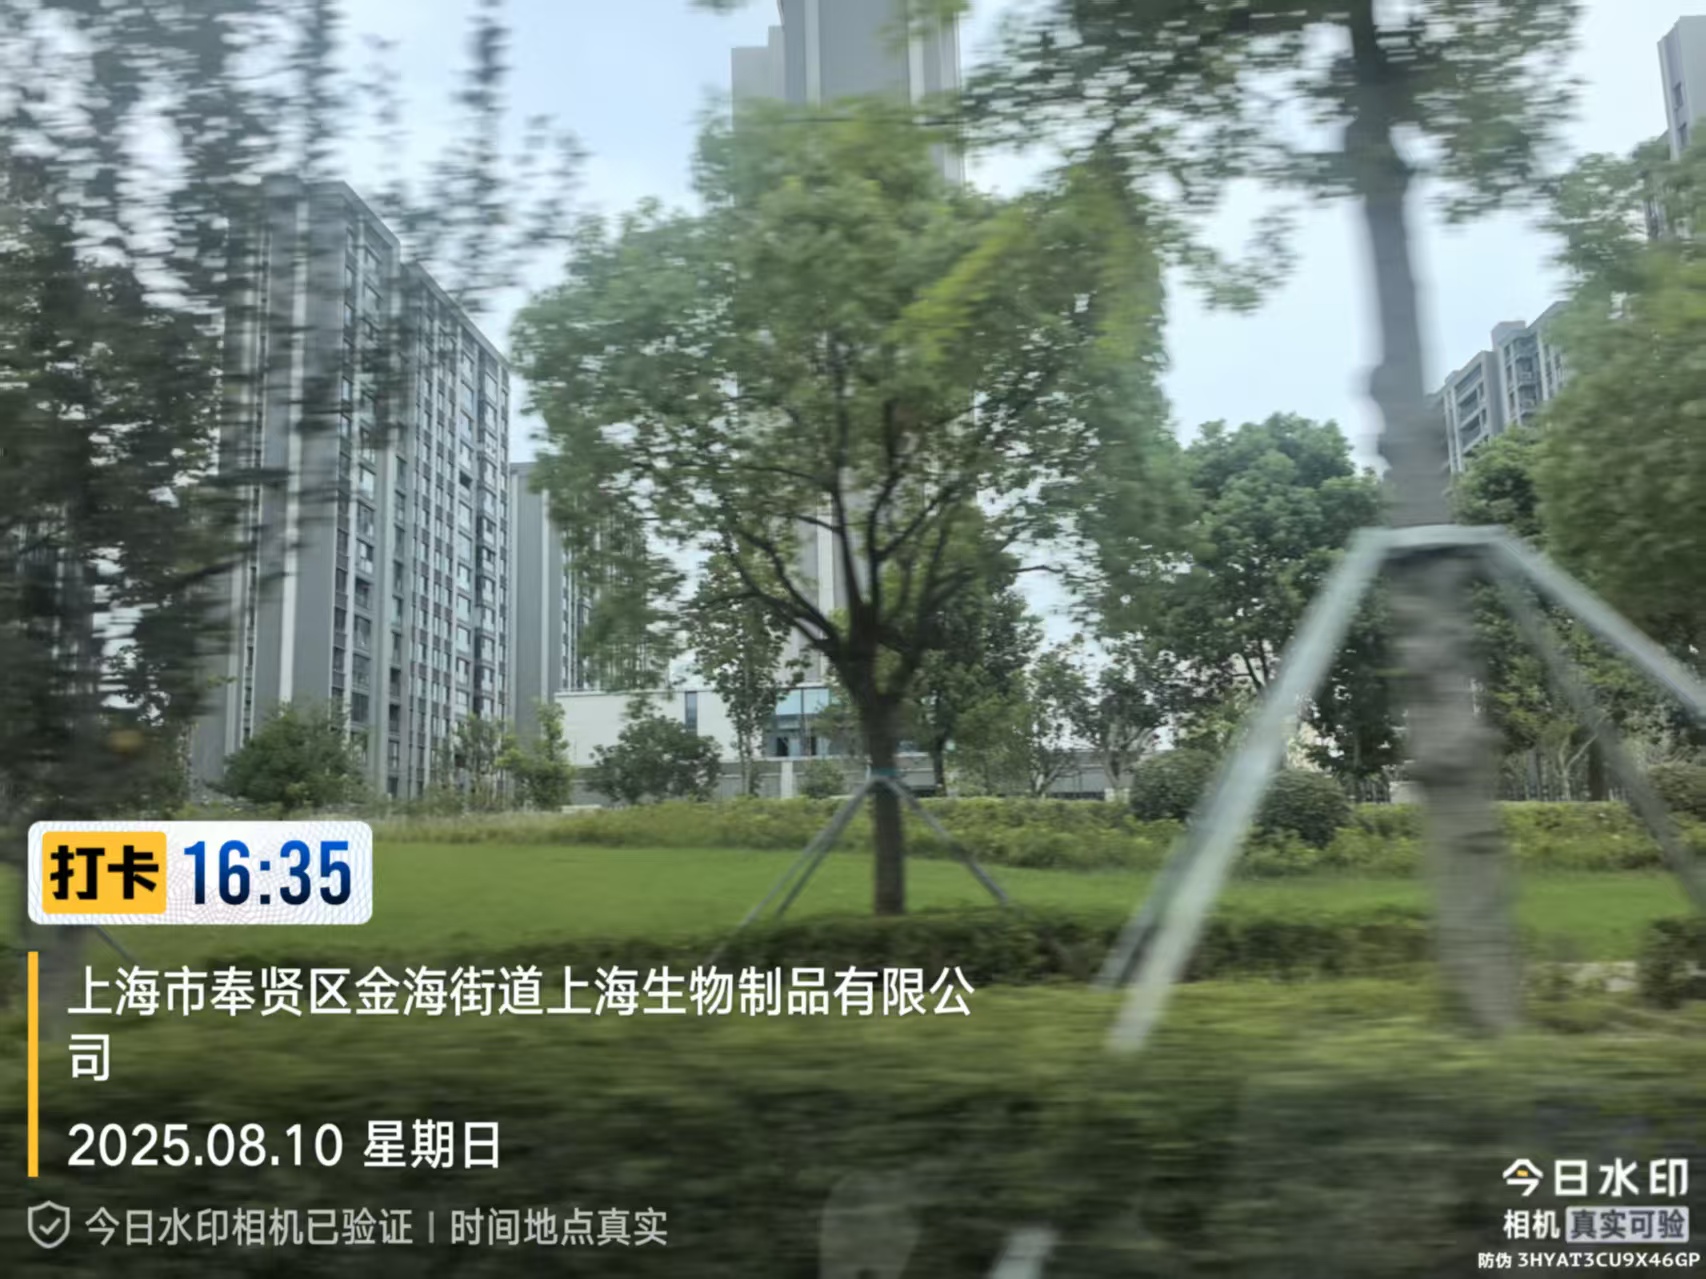 打卡 16:35
上海市奉贤区金海街道上海生物制品有限公
司
2025.08.10 星期日
今日水印相机已验证 | 时间地点真实
今日水印
相机 真实可验
防伪 3HYAT3CU9X46GP